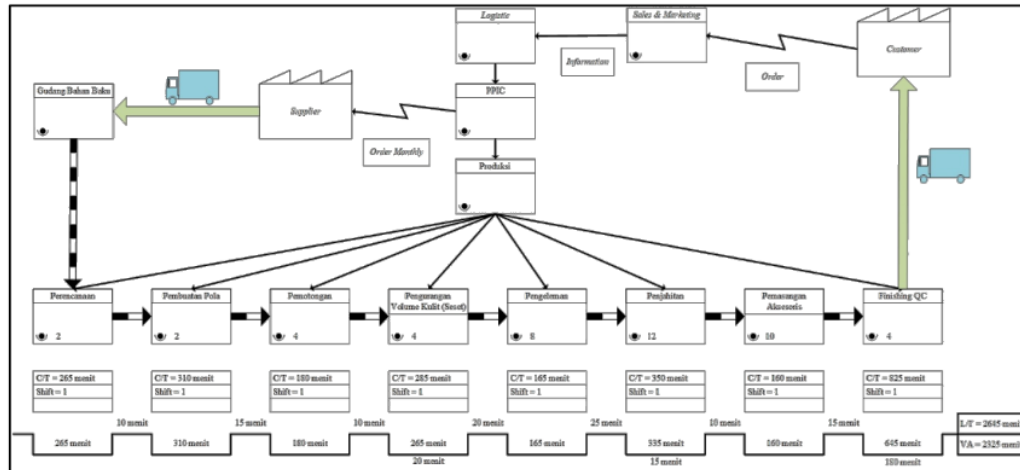 Logistic
Sales & Marketing
Customer
Information
Order
Gudang Bahan Baku
Supplier
PPIC
Order Monthly
Produksi
Perencanaan
Pembuatan Pola
Pemotongan
Pengurangan
Volume Kulit (Seset)
Pengeleman
Penjahitan
Pemasangan
Aksesoris
Finishing QC
2
2
4
4
8
12
10
4
C/T = 265 menit
C/T = 310 menit
C/T = 180 menit
C/T = 285 menit
C/T = 165 menit
C/T = 350 menit
C/T = 160 menit
C/T = 825 menit
Shift = 1
Shift = 1
Shift = 1
Shift = 1
Shift = 1
Shift = 1
Shift = 1
Shift = 1
10 menit
15 menit
10 menit
20 menit
25 menit
10 menit
15 menit
L/T = 2645 menit
265 menit
310 menit
180 menit
265 menit
165 menit
335 menit
160 menit
645 menit
VA = 2325 menit
20 menit
15 menit
180 menit